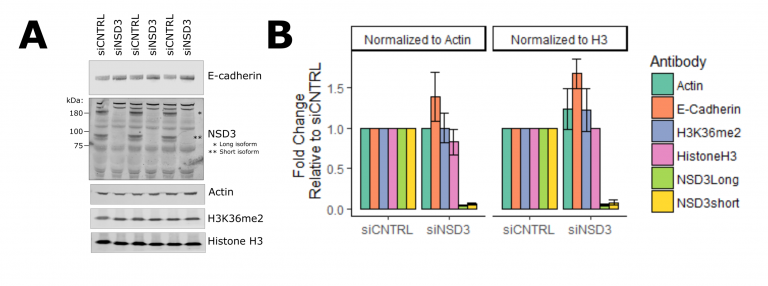 A
siCNTRL
siNSD3
siCNTRL
siNSD3
siCNTRL
siNSD3
E-cadherin
kDa:
180
100
75
*
**
NSD3
* Long isoform
** Short isoform
Actin
H3K36me2
Histone H3
B
Normalized to Actin
Normalized to H3
Fold Change
Relative to siCNTRL
1.5
1.0
0.5
0.0
siCNTRL
siNSD3
siCNTRL
siNSD3
Antibody
Actin
E-Cadherin
H3K36me2
HistoneH3
NSD3Long
NSD3short